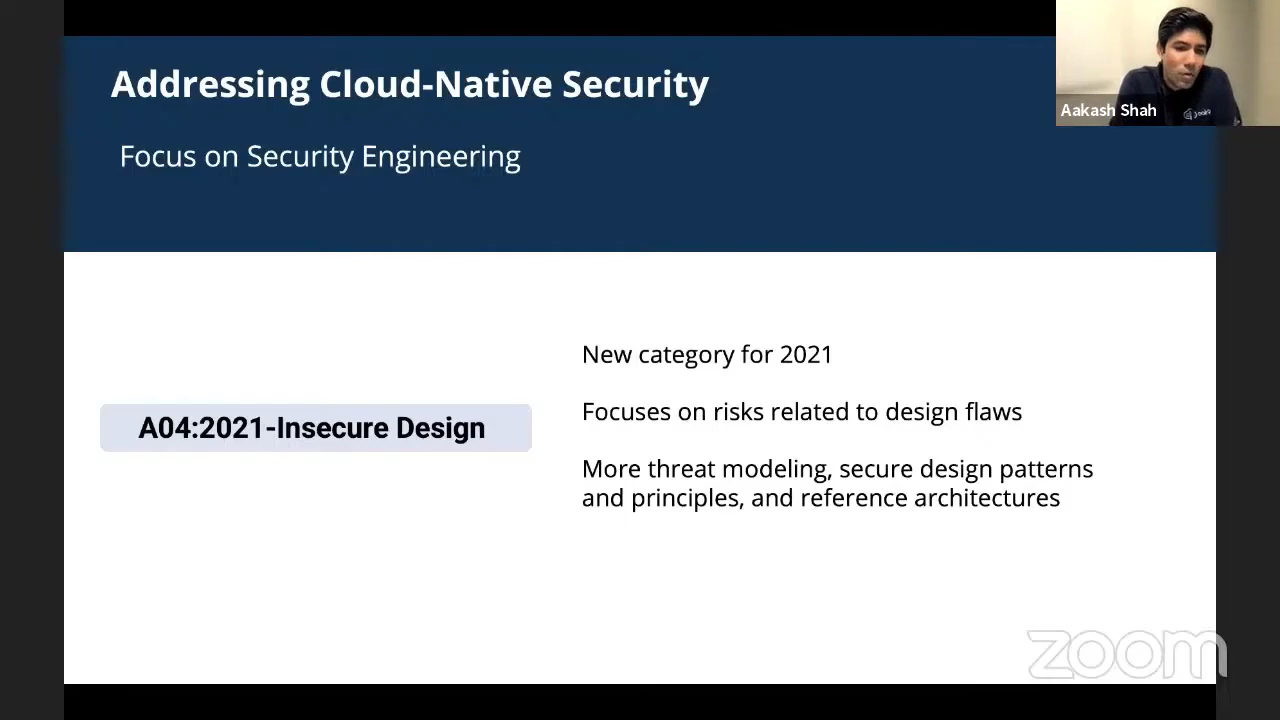 Addressing Cloud-Native Security
Focus on Security Engineering
Aakash Shah
A04:2021-Insecure Design
New category for 2021
Focuses on risks related to design flaws
More threat modeling, secure design patterns
and principles, and reference architectures
zoom